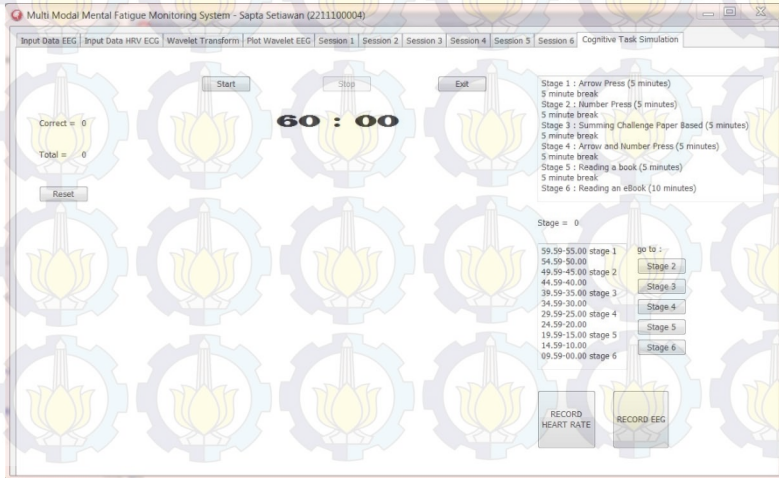 Multi Modal Mental Fatigue Monitoring System - Sapta Setiawan (2211100004)
Input Data EEG Input Data HRV ECG Wavelet Transform Plot Wavelet EEG Session 1 Session 2 Session 3 Session 4 Session 5 Session 6 Cognitive Task Simulation
Start Stop Exit
60 : 00
Correct = 0
Total = 0
Reset
Stage 1 : Arrow Press (5 minutes)
5 minute break
Stage 2 : Number Press (5 minutes)
5 minute break
Stage 3 : Summing Challenge Paper Based (5 minutes)
5 minute break
Stage 4 : Arrow and Number Press (5 minutes)
5 minute break
Stage 5 : Reading a book (5 minutes)
5 minute break
Stage 6 : Reading an eBook (10 minutes)
Stage = 0
59.59-55.00 stage 1
54.59-50.00
49.59-45.00 stage 2
44.59-40.00
39.59-35.00 stage 3
34.59-30.00
29.59-25.00 stage 4
24.59-20.00
19.59-15.00 stage 5
14.59-10.00
09.59-00.00 stage 6
go to :
Stage 2
Stage 3
Stage 4
Stage 5
Stage 6
RECORD
HEART RATE
RECORD EEG